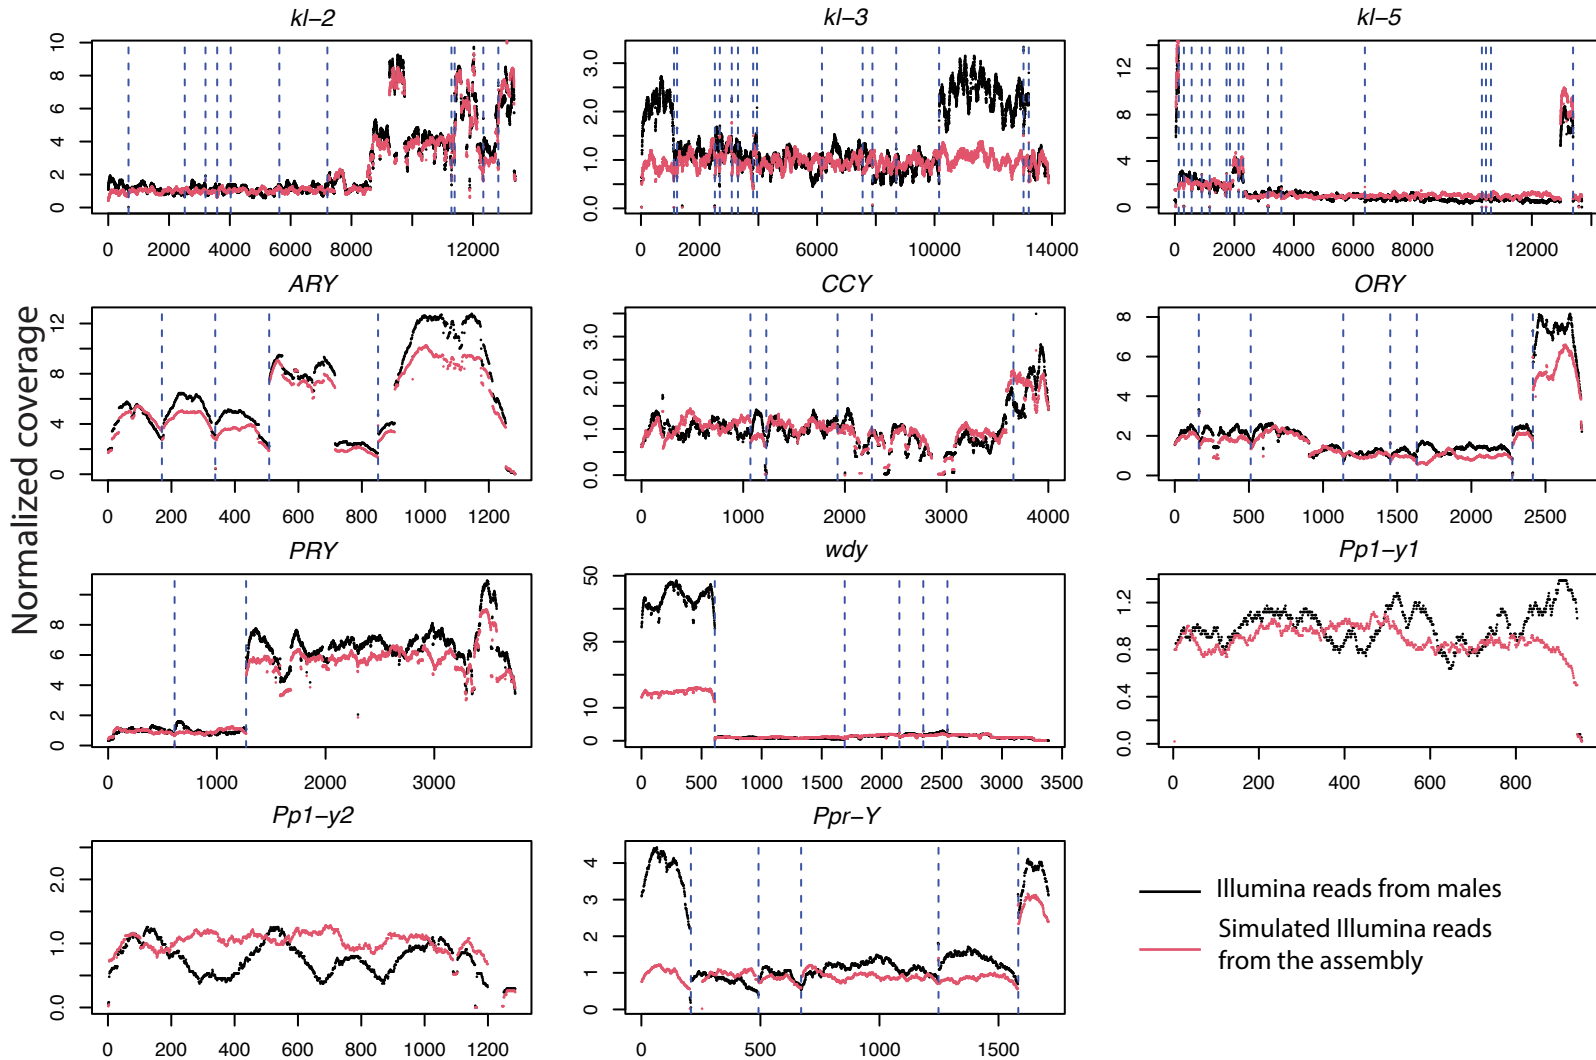 kl−2
kl−3
kl−5
0 2 4 6 8 10
0 2000 4000 6000 8000 10000 12000
0.0 1.0 2.0 3.0
0 2000 4000 6000 10000 14000
0 4 8 12
0 2000 4000 6000 8000 12000
ARY
CCY
ORY
0 4 8 12
0 200 400 600 800 1000 1200
0.0 1.0 2.0 3.0
0 1000 2000 3000 4000
0 2 4 6 8
0 500 1000 1500 2000 2500
Normalized coverage
PRY
wdy
Pp1−y1
0 2 4 6 8
0 1000 2000 3000
0 10 30 50
0 500 1000 1500 2000 2500 3000 3500
0.0 0.4 0.8 1.2
0 200 400 600 800
Pp1−y2
Ppr−Y
0.0 1.0 2.0
0 200 400 600 800 1000 1200
0 1 2 3 4
0 500 1000 1500
Illumina reads from males
Simulated Illumina reads
from the assembly